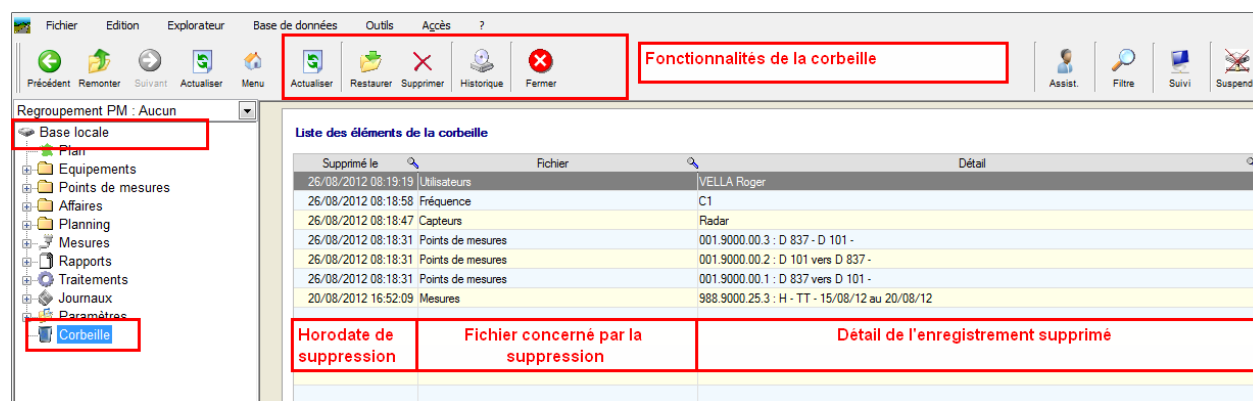 Fichier Edition Explorateur Base de données Outils Accès ?
Précédent Remonter Suivant Actualiser Menu Actualiser Restaurer Supprimer Historique Fermer Fonctionnalités de la corbeille Assist. Filtre Suivi Suspend
Regroupement PM : Aucun
Base locale
Plan
Equipements
Points de mesures
Affaires
Planning
Mesures
Rapports
Traitements
Journaux
Paramètres
Corbeille
Liste des éléments de la corbeille
Supprimé le Fichier Détail
26/08/2012 08:19:19 Utilisateurs VELLA Roger
26/08/2012 08:18:58 Fréquence C1
26/08/2012 08:18:47 Capteurs Radar
26/08/2012 08:18:31 Points de mesures 001.9000.00.3 : D 837 - D 101 -
26/08/2012 08:18:31 Points de mesures 001.9000.00.2 : D 101 vers D 837 -
26/08/2012 08:18:31 Points de mesures 001.9000.00.1 : D 837 vers D 101 -
20/08/2012 16:52:09 Mesures 988.9000.25.3 : H - TT - 15/08/12 au 20/08/12
Horodate de suppression
Fichier concerné par la suppression
Détail de l'enregistrement supprimé